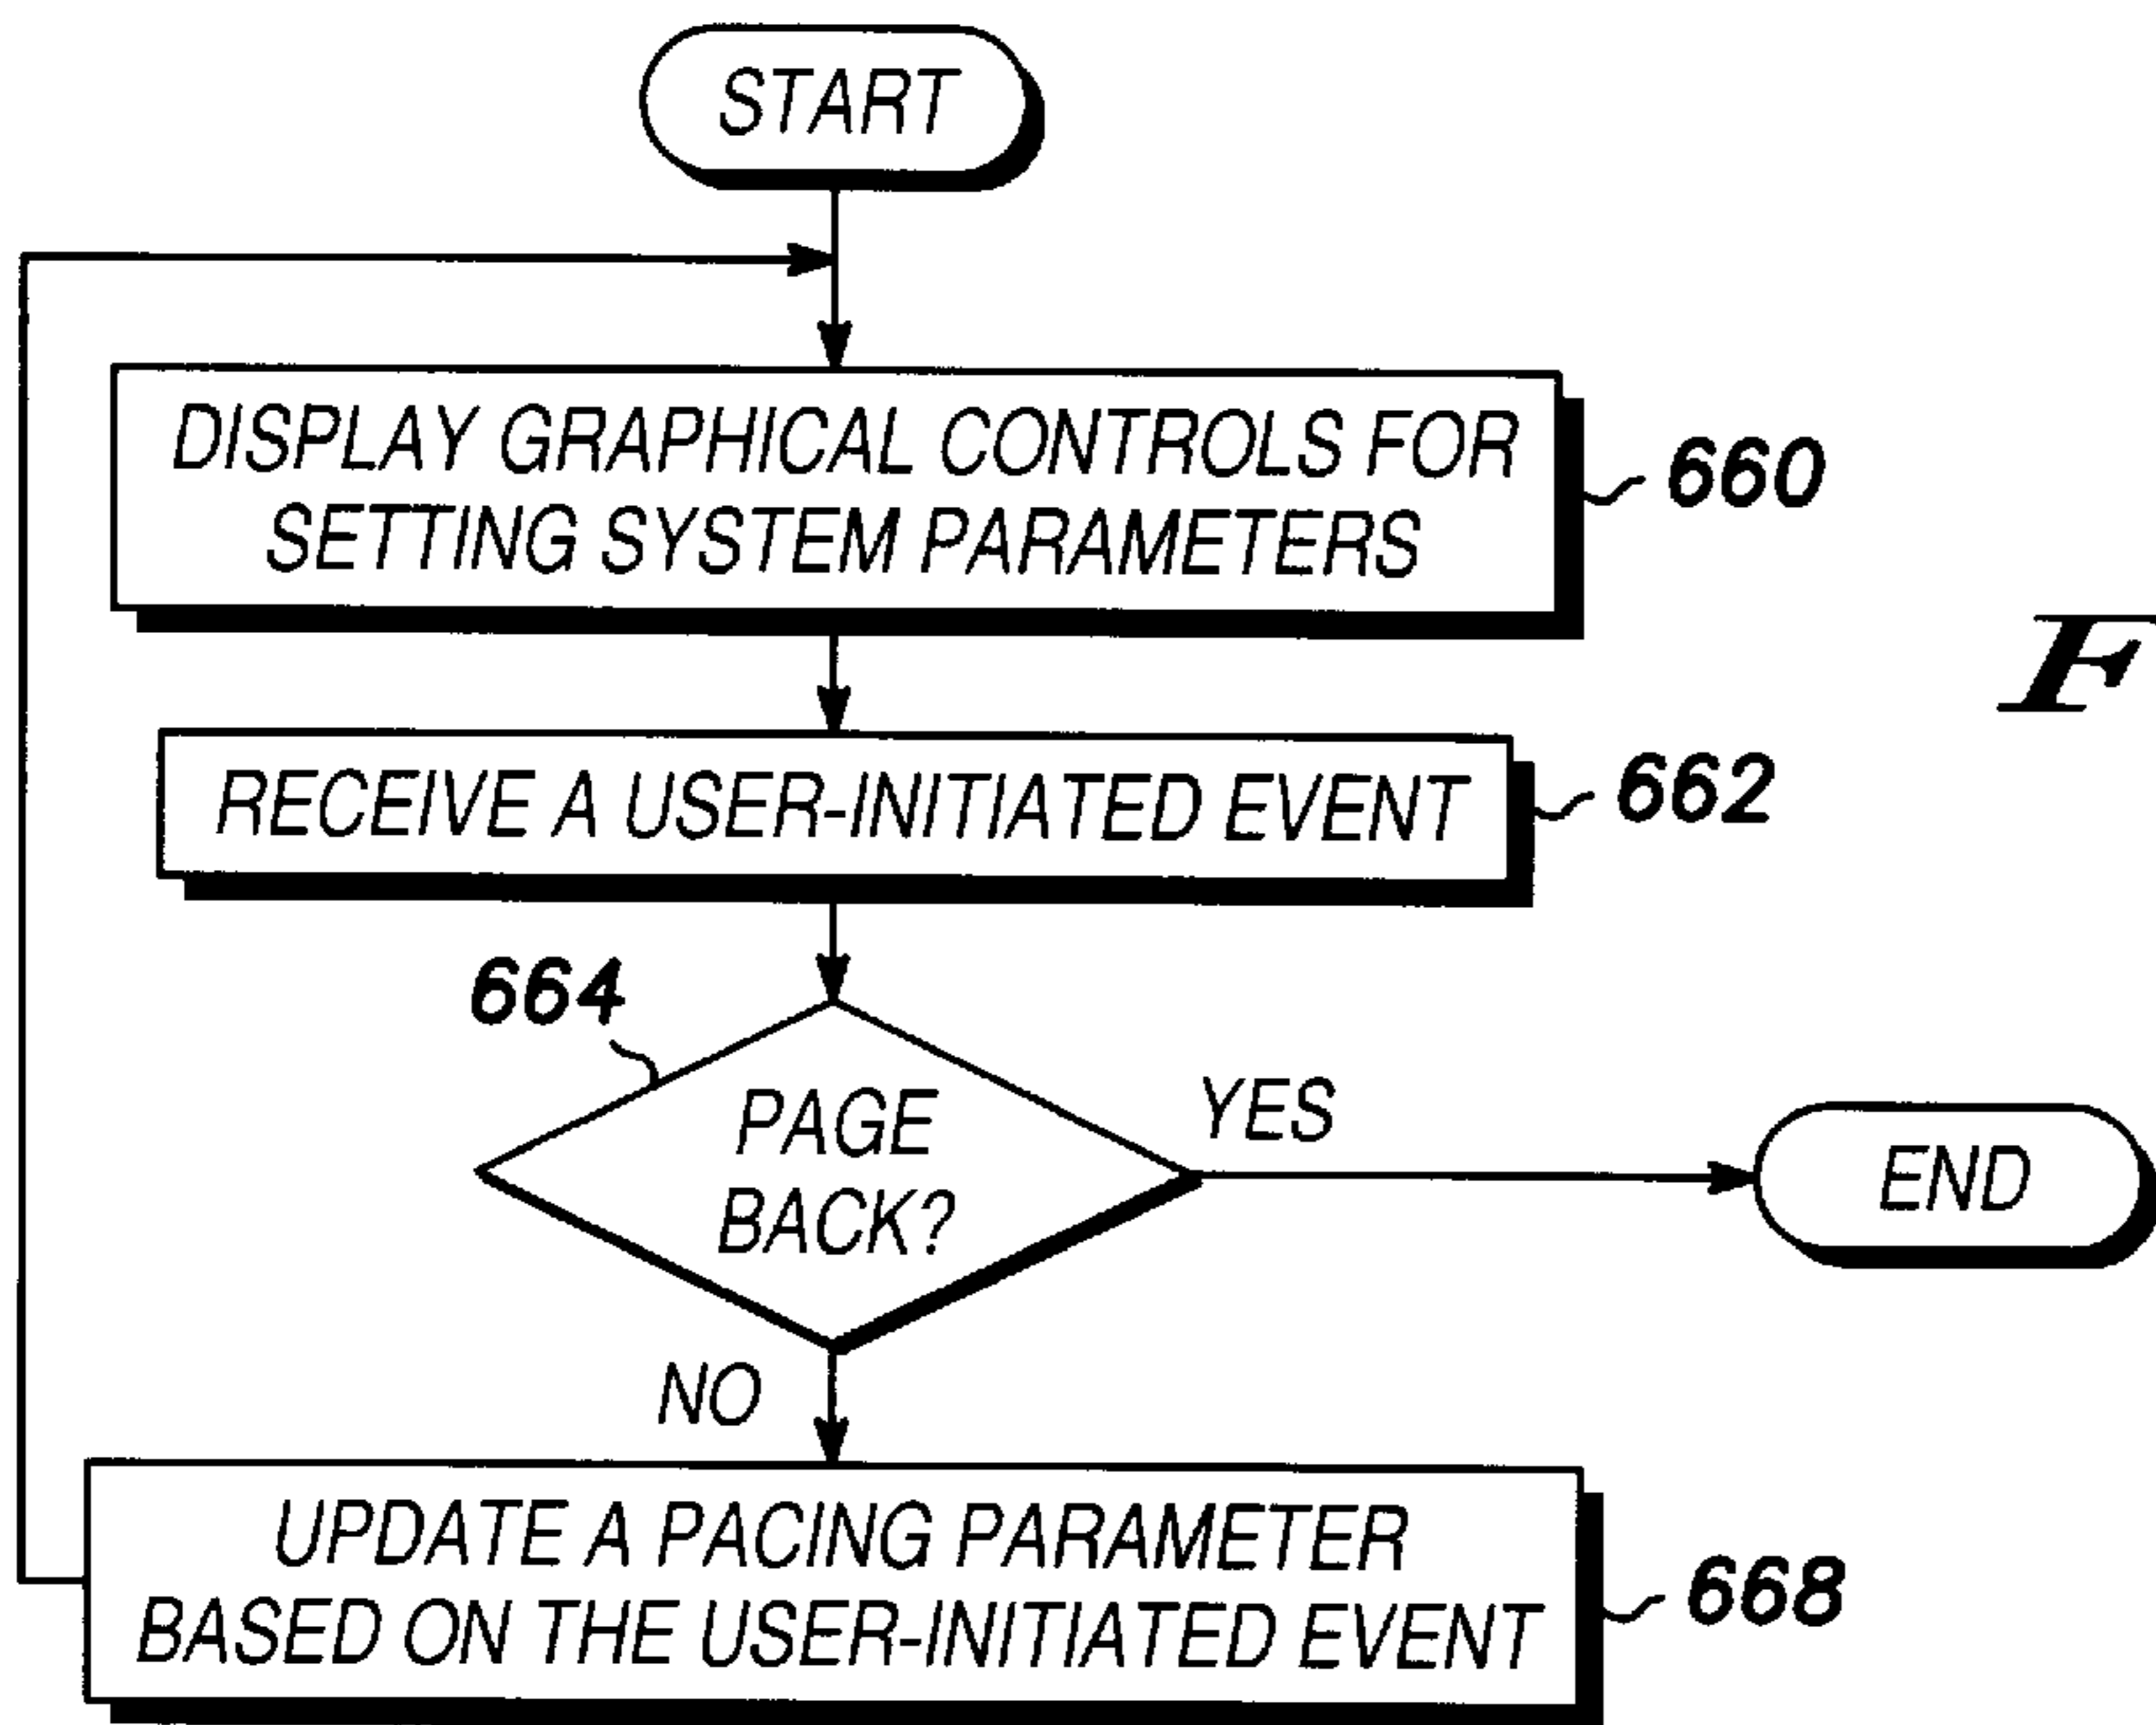 START
DISPLAY GRAPHICAL CONTROLS FOR
SETTING SYSTEM PARAMETERS
660
F
RECEIVE A USER-INITIATED EVENT
662
664
PAGE
BACK?
YES
END
NO
UPDATE A PACING PARAMETER
BASED ON THE USER-INITIATED EVENT
668